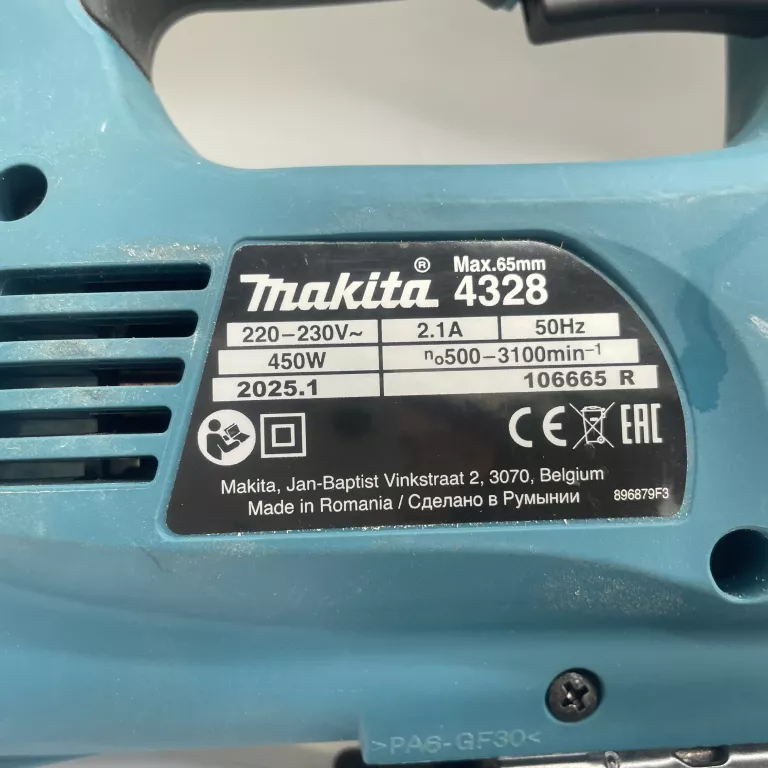 Max.65mm
makita® 4328
220–230V~ 2.1A 50Hz
450W n₀500–3100min⁻¹
2025.1 106665 R
CE EAC
Makita, Jan-Baptist Vinkstraat 2, 3070, Belgium
Made in Romania / Сделано в Румынии 896879F3
>PA6-GF30<